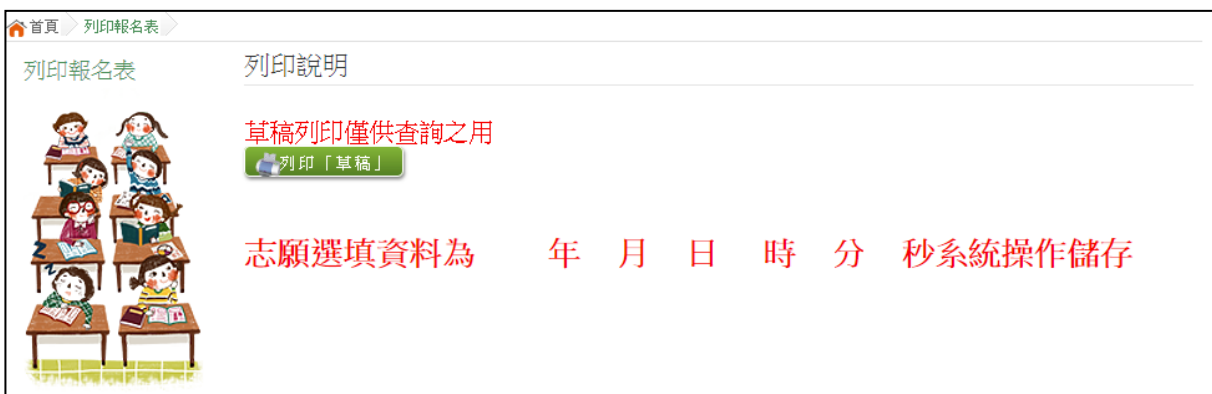 首頁 列印報名表
列印報名表
列印說明
草稿列印僅供查詢之用
列印「草稿」
志願選填資料為 年 月 日 時 分 秒系統操作儲存